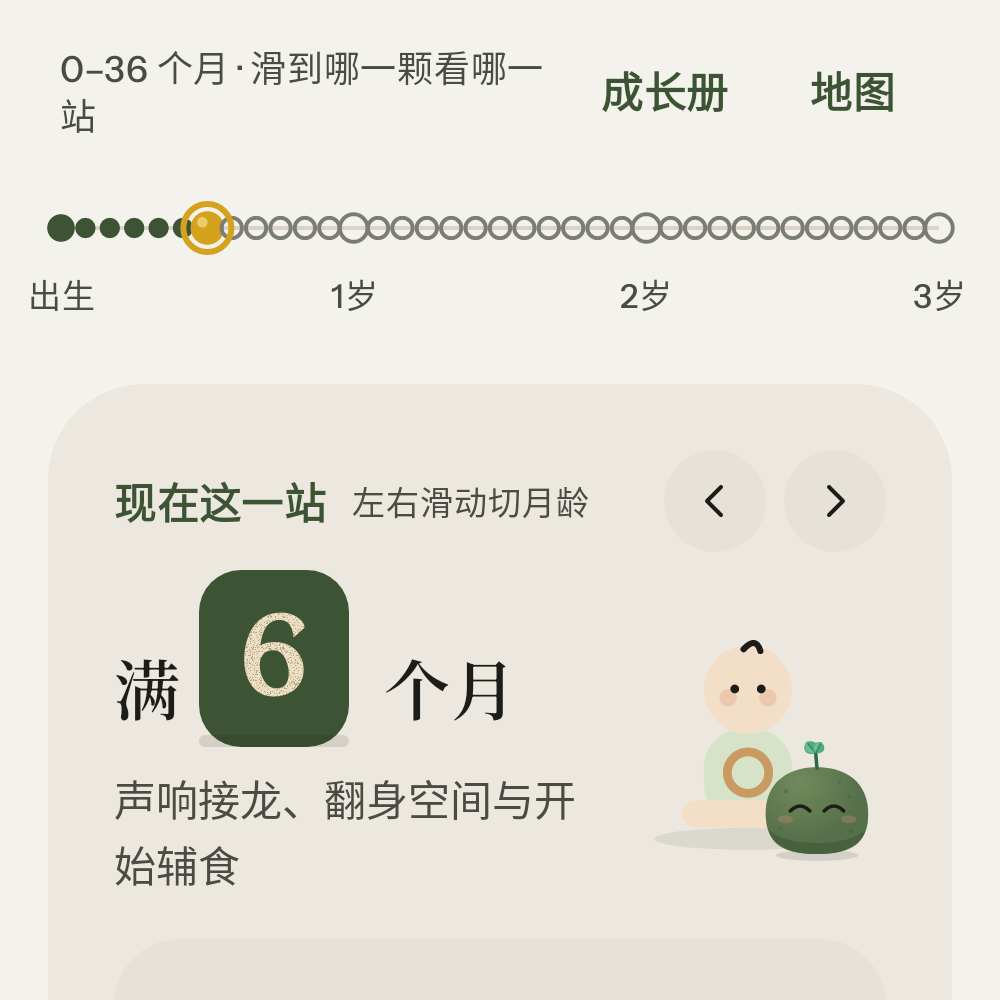 0–36 个月·滑到哪一颗看哪一
站
成长册
地图
出生
1岁
2岁
3岁
现在这一站
左右滑动切月龄
满 6 个月
声响接龙、翻身空间与开
始辅食